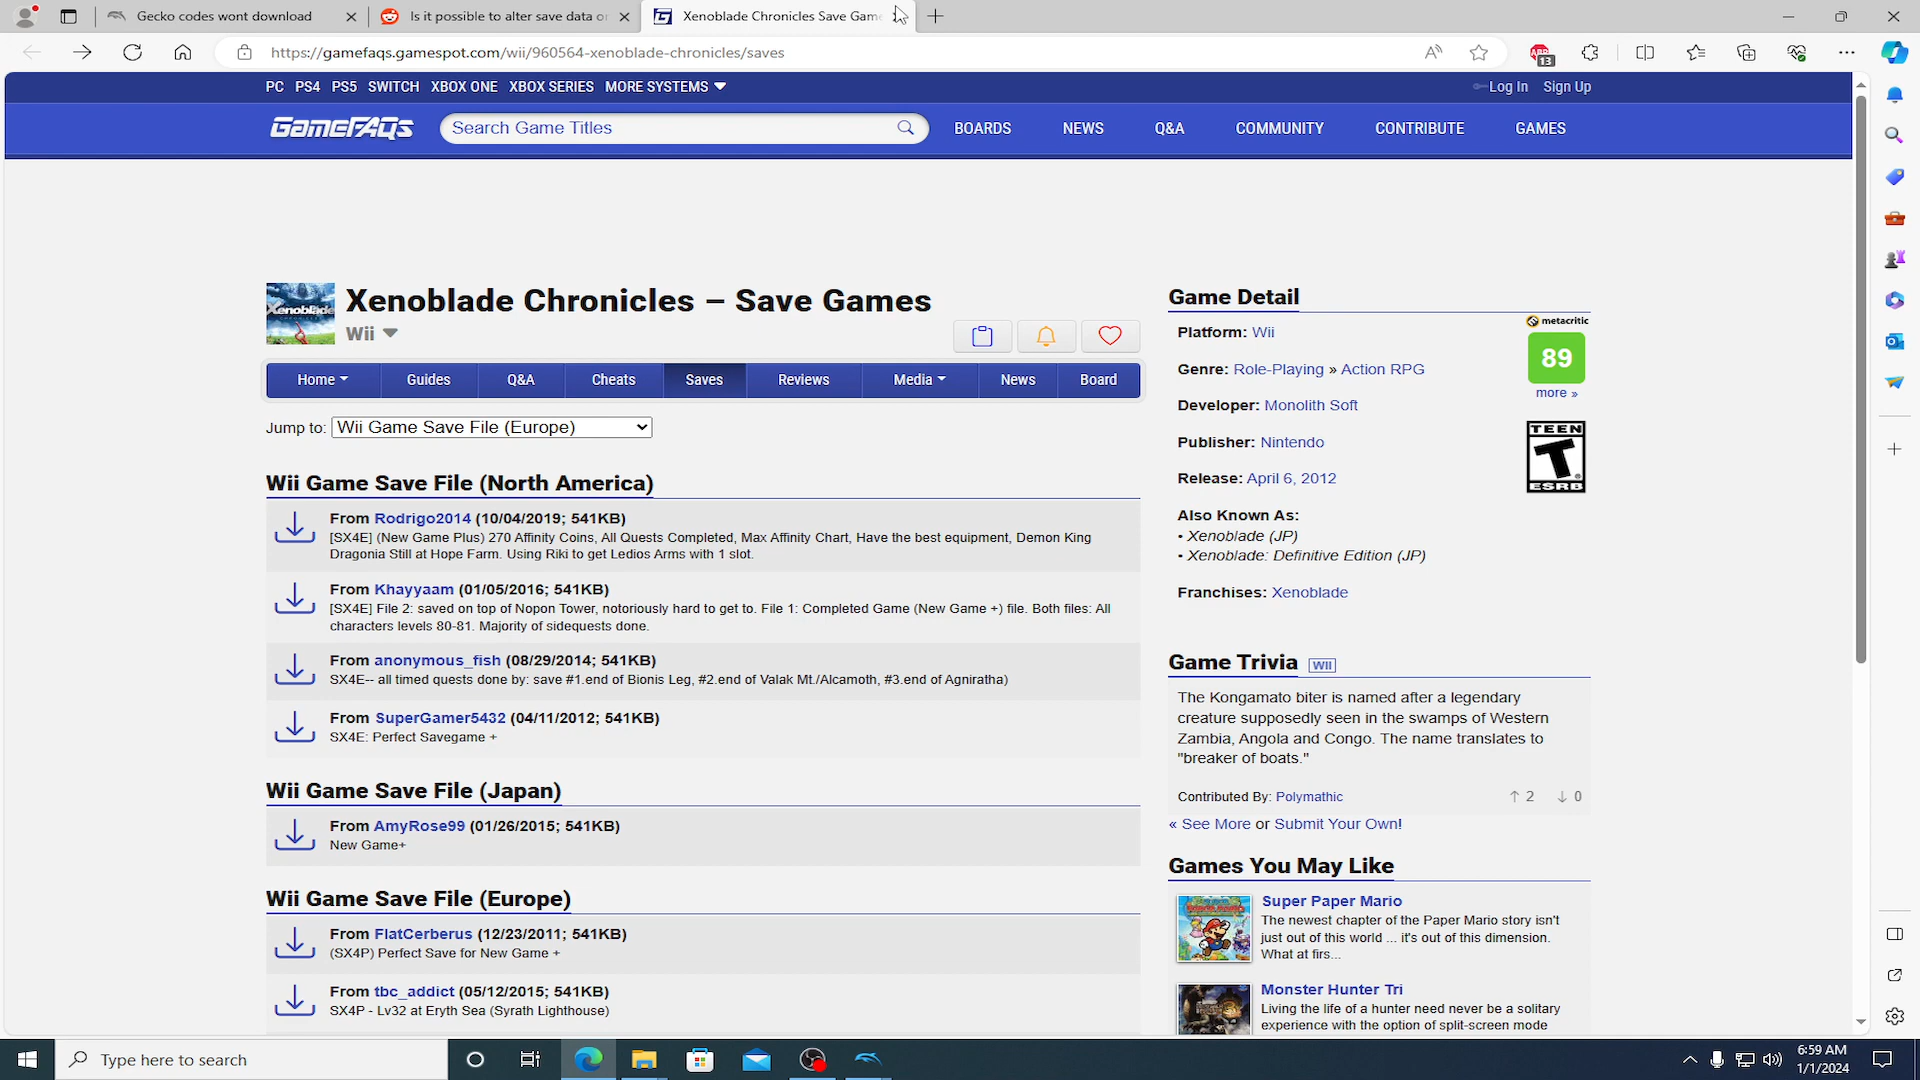 Gecko codes wont download
Is it possible to alter save data or
Xenoblade Chronicles Save Game
https://gamefaqs.gamespot.com/wii/960564-xenoblade-chronicles/saves
13
PC PS4 PS5 SWITCH XBOX ONE XBOX SERIES MORE SYSTEMS
Log In Sign Up
GameFAQs
Search Game Titles
BOARDS NEWS Q&A COMMUNITY CONTRIBUTE GAMES
Xenoblade Chronicles – Save Games
Wii
Home Guides Q&A Cheats Saves Reviews Media News Board
Jump to: Wii Game Save File (Europe)
Wii Game Save File (North America)
From Rodrigo2014 (10/04/2019; 541KB)
[SX4E] (New Game Plus) 270 Affinity Coins, All Quests Completed, Max Affinity Chart, Have the best equipment, Demon King
Dragonia Still at Hope Farm. Using Riki to get Ledios Arms with 1 slot.
From Khayyaam (01/05/2016; 541KB)
[SX4E] File 2: saved on top of Nopon Tower, notoriously hard to get to. File 1: Completed Game (New Game +) file. Both files: All
characters levels 80-81. Majority of sidequests done.
From anonymous_fish (08/29/2014; 541KB)
SX4E-- all timed quests done by: save #1.end of Bionis Leg, #2.end of Valak Mt./Alcamoth, #3.end of Agniratha)
From SuperGamer5432 (04/11/2012; 541KB)
SX4E: Perfect Savegame +
Wii Game Save File (Japan)
From AmyRose99 (01/26/2015; 541KB)
New Game+
Wii Game Save File (Europe)
From FlatCerberus (12/23/2011; 541KB)
(SX4P) Perfect Save for New Game +
From tbc_addict (05/12/2015; 541KB)
SX4P - Lv32 at Eryth Sea (Syrath Lighthouse)
Game Detail
metacritic
Platform: Wii
89
Genre: Role-Playing » Action RPG
more »
Developer: Monolith Soft
Publisher: Nintendo
TEEN
T
ESRB
Release: April 6, 2012
Also Known As:
• Xenoblade (JP)
• Xenoblade: Definitive Edition (JP)
Franchises: Xenoblade
Game Trivia WII
The Kongamato biter is named after a legendary
creature supposedly seen in the swamps of Western
Zambia, Angola and Congo. The name translates to
"breaker of boats."
Contributed By: Polymathic
↑ 2 ↓ 0
« See More or Submit Your Own!
Games You May Like
Super Paper Mario
The newest chapter of the Paper Mario story isn't
just out of this world ... it's out of this dimension.
What at firs...
Monster Hunter Tri
Living the life of a hunter need never be a solitary
experience with the option of split-screen mode
Type here to search
6:59 AM
1/1/2024